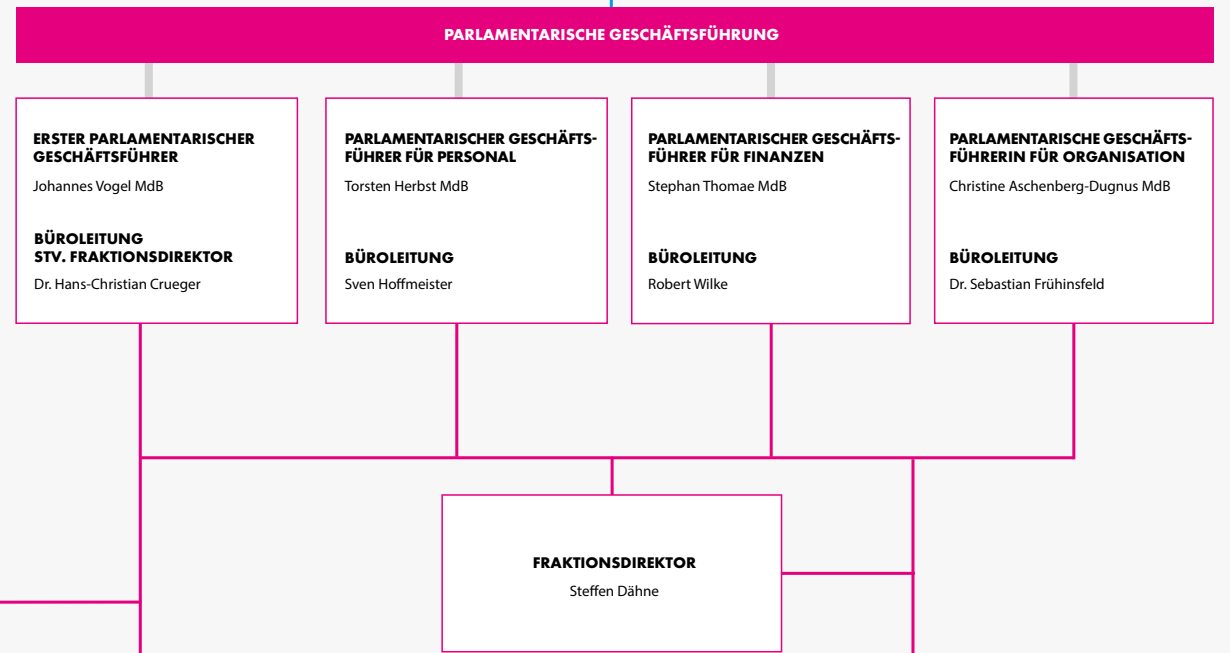 PARLAMENTARISCHE GESCHÄFTSFÜHRUNG
ERSTER PARLAMENTARISCHER
GESCHÄFTSFÜHRER
Johannes Vogel MdB
BÜROLEITUNG
STV. FRAKTIONSDIREKTOR
Dr. Hans-Christian Crueger
PARLAMENTARISCHER GESCHÄFTS-
FÜHRER FÜR PERSONAL
Torsten Herbst MdB
BÜROLEITUNG
Sven Hoffmeister
PARLAMENTARISCHER GESCHÄFTS-
FÜHRER FÜR FINANZEN
Stephan Thomae MdB
BÜROLEITUNG
Robert Wilke
PARLAMENTARISCHE GESCHÄFTS-
FÜHRERIN FÜR ORGANISATION
Christine Aschenberg-Dugnus MdB
BÜROLEITUNG
Dr. Sebastian Frühinsfeld
FRAKTIONSDIREKTOR
Steffen Dähne